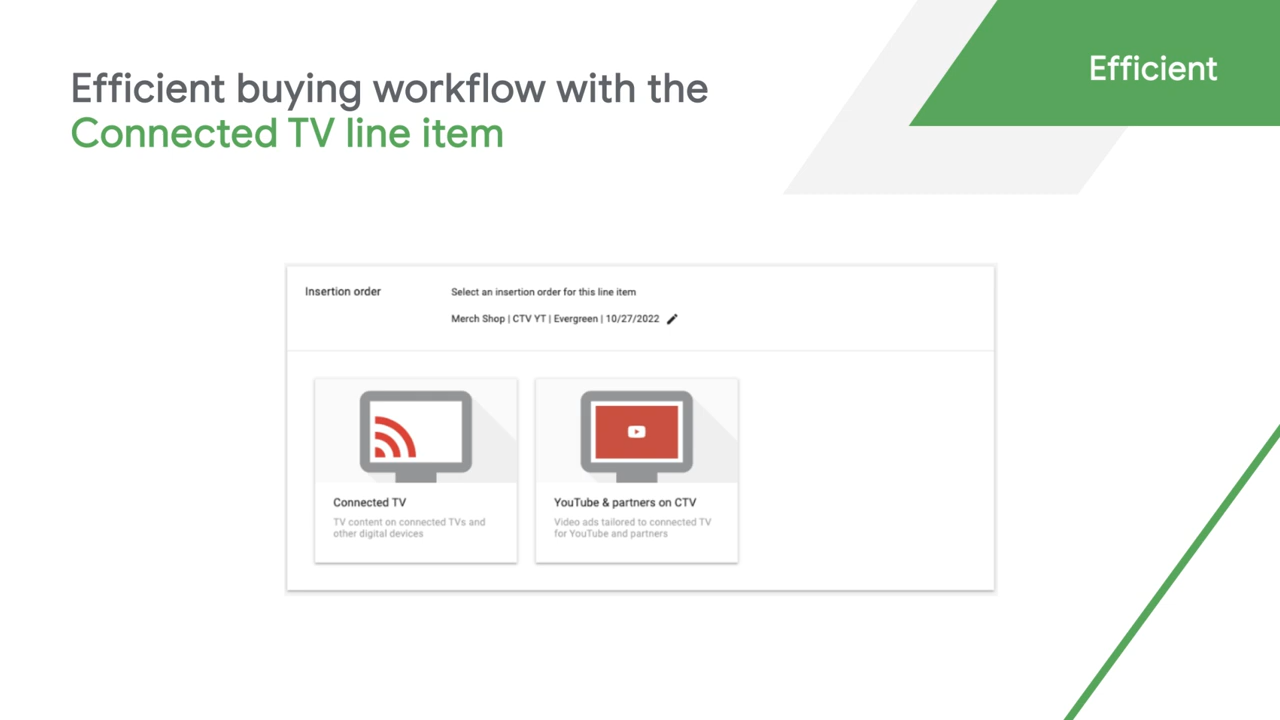 Efficient
Efficient buying workflow with the
Connected TV line item
Insertion order
Select an insertion order for this line item
Merch Shop | CTV YT | Evergreen | 10/27/2022
Connected TV
TV content on connected TVs and
other digital devices
YouTube & partners on CTV
Video ads tailored to connected TV
for YouTube and partners